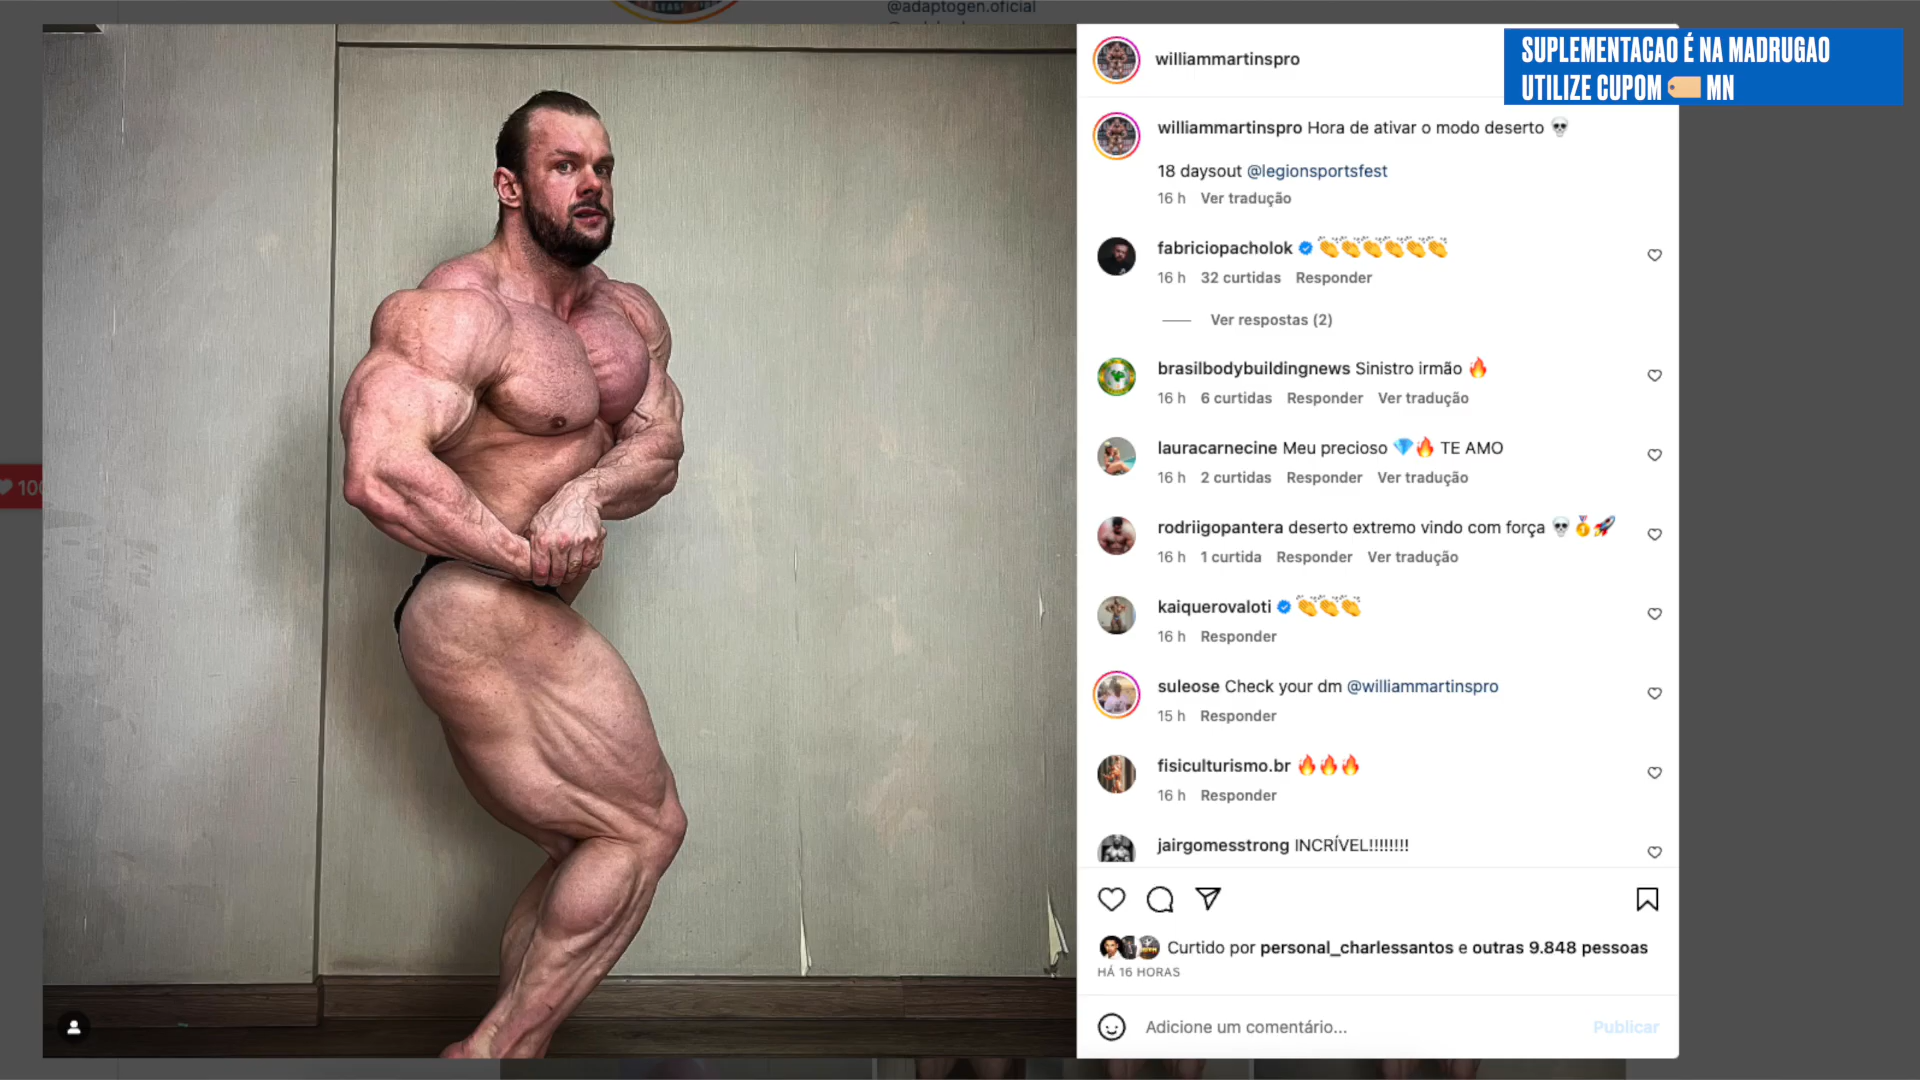 @adaptogen.oficial
williammartinspro
SUPLEMENTACAO É NA MADRUGAO
UTILIZE CUPOM 🏷️ MN
williammartinspro Hora de ativar o modo deserto 💀
18 daysout @legionsportsfest
16 h Ver tradução
fabriciopacholok 👏👏👏👏👏👏
16 h 32 curtidas Responder
Ver respostas (2)
brasilbodybuildingnews Sinistro irmão 🔥
16 h 6 curtidas Responder Ver tradução
lauracarnecine Meu precioso 💎🔥 TE AMO
16 h 2 curtidas Responder Ver tradução
rodriigopantera deserto extremo vindo com força 💀🥇🚀
16 h 1 curtida Responder Ver tradução
kaiquerovaloti 👏👏👏
16 h Responder
suleose Check your dm @williammartinspro
15 h Responder
fisiculturismo.br 🔥🔥🔥
16 h Responder
jairgomesstrong INCRÍVEL!!!!!!!!
Curtido por personal_charlessantos e outras 9.848 pessoas
HÁ 16 HORAS
Adicione um comentário...
Publicar